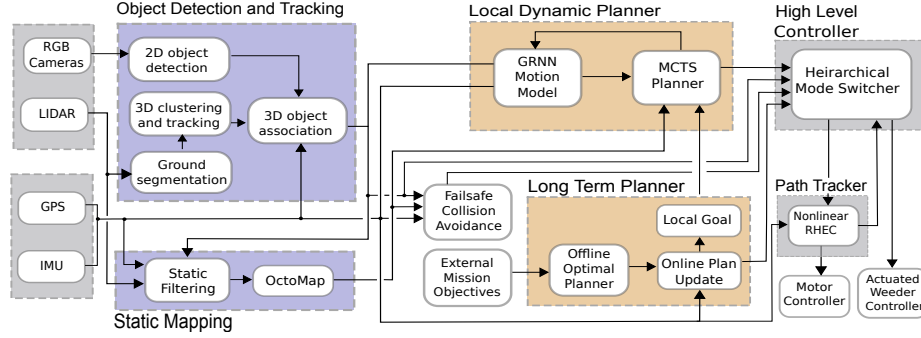 Object Detection and Tracking
RGB
Cameras
LIDAR
GPS
IMU
2D object
detection
3D clustering
and tracking
Ground
segmentation
3D object
association
Static
Filtering
OctoMap
Static Mapping
Local Dynamic Planner
GRNN
Motion
Model
MCTS
Planner
Failsafe
Collision
Avoidance
External
Mission
Objectives
Long Term Planner
Offline
Optimal
Planner
Local Goal
Online Plan
Update
High Level
Controller
Heirarchical
Mode Switcher
Path Tracker
Nonlinear
RHEC
Motor
Controller
Actuated
Weeder
Controller